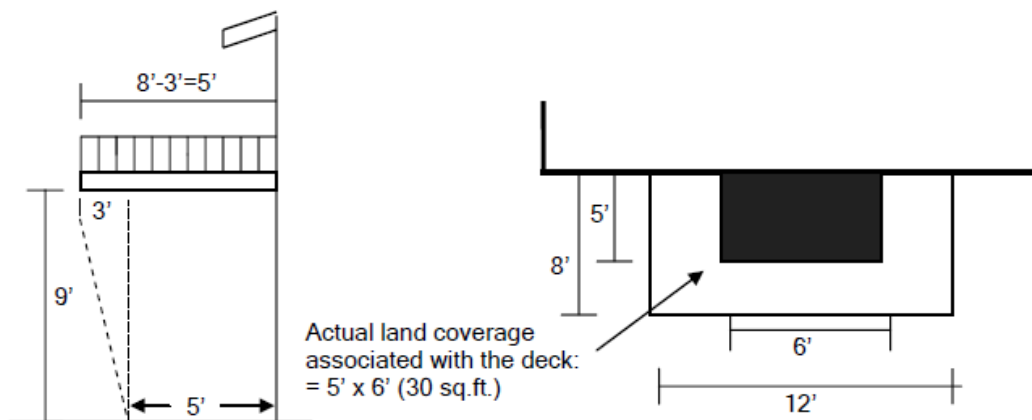 8’-3’=5’
3’
9’
5’
5’
8’
Actual land coverage
associated with the deck:
= 5’ x 6’ (30 sq.ft.)
6’
12’